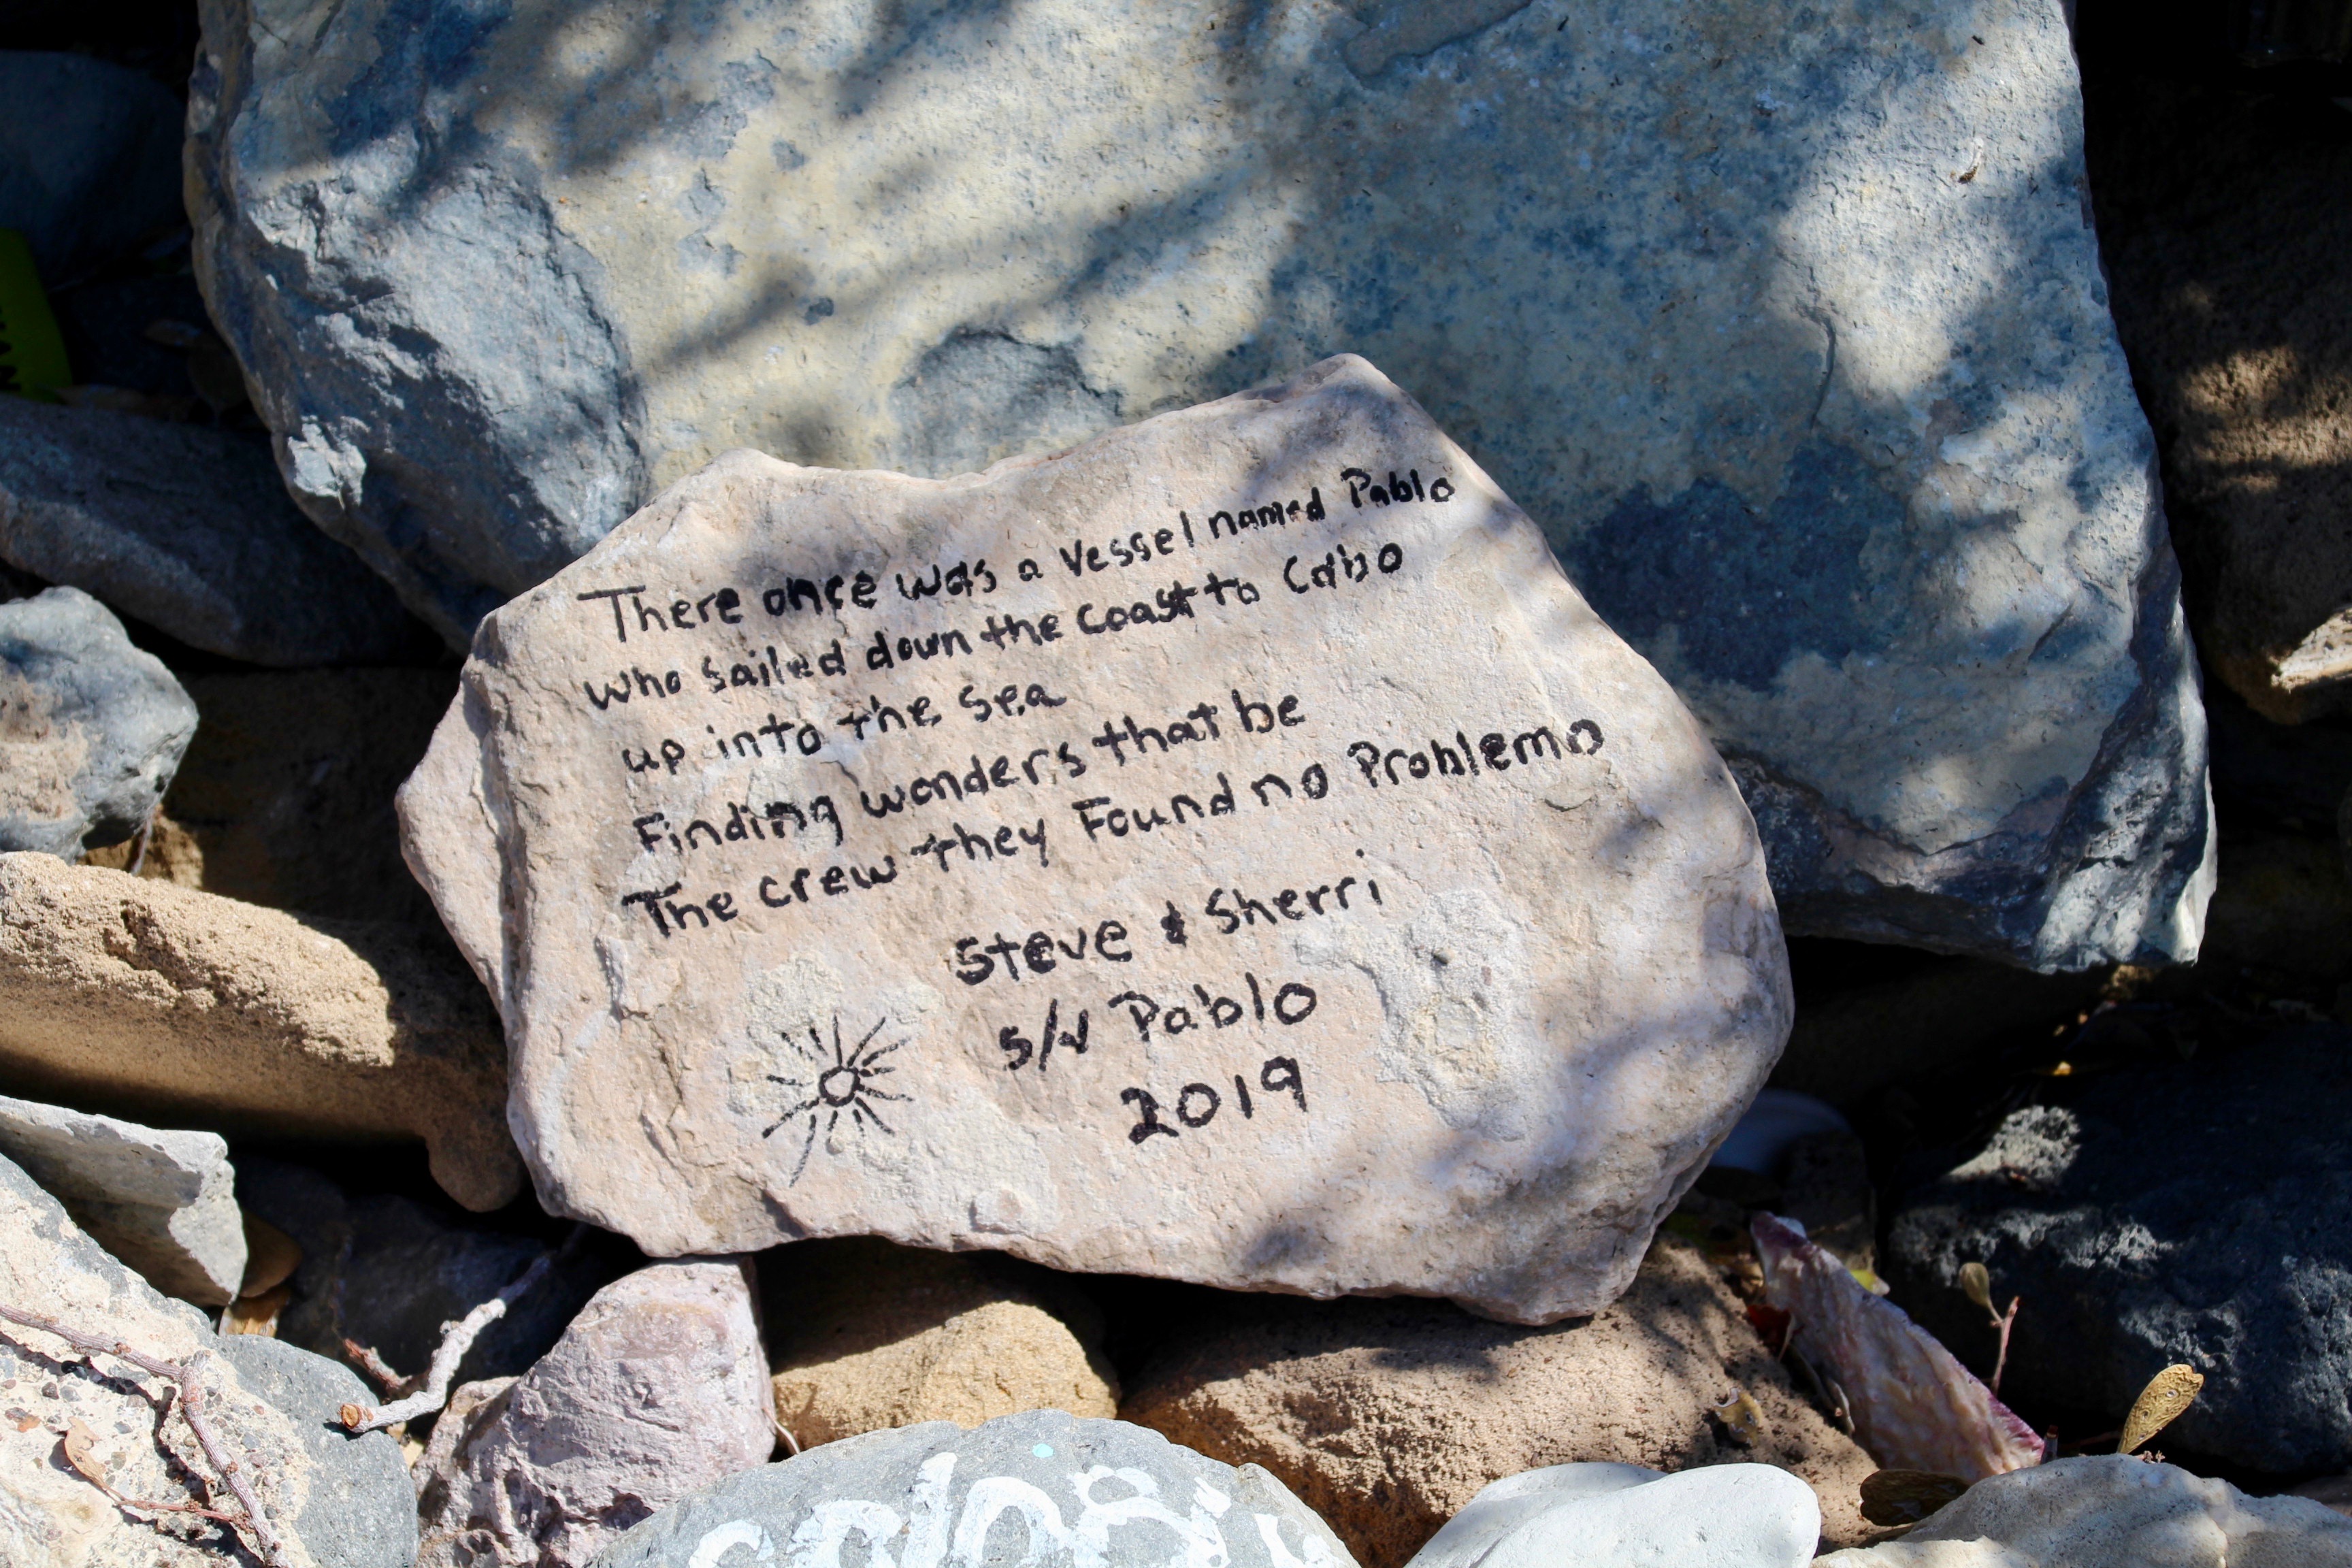 There once was a vessel named Pablo
who sailed down the coast to Cabo
up into the sea
Finding wonders that be
The crew they Found no Problemo
Steve & Sherri
S/V Pablo
2019